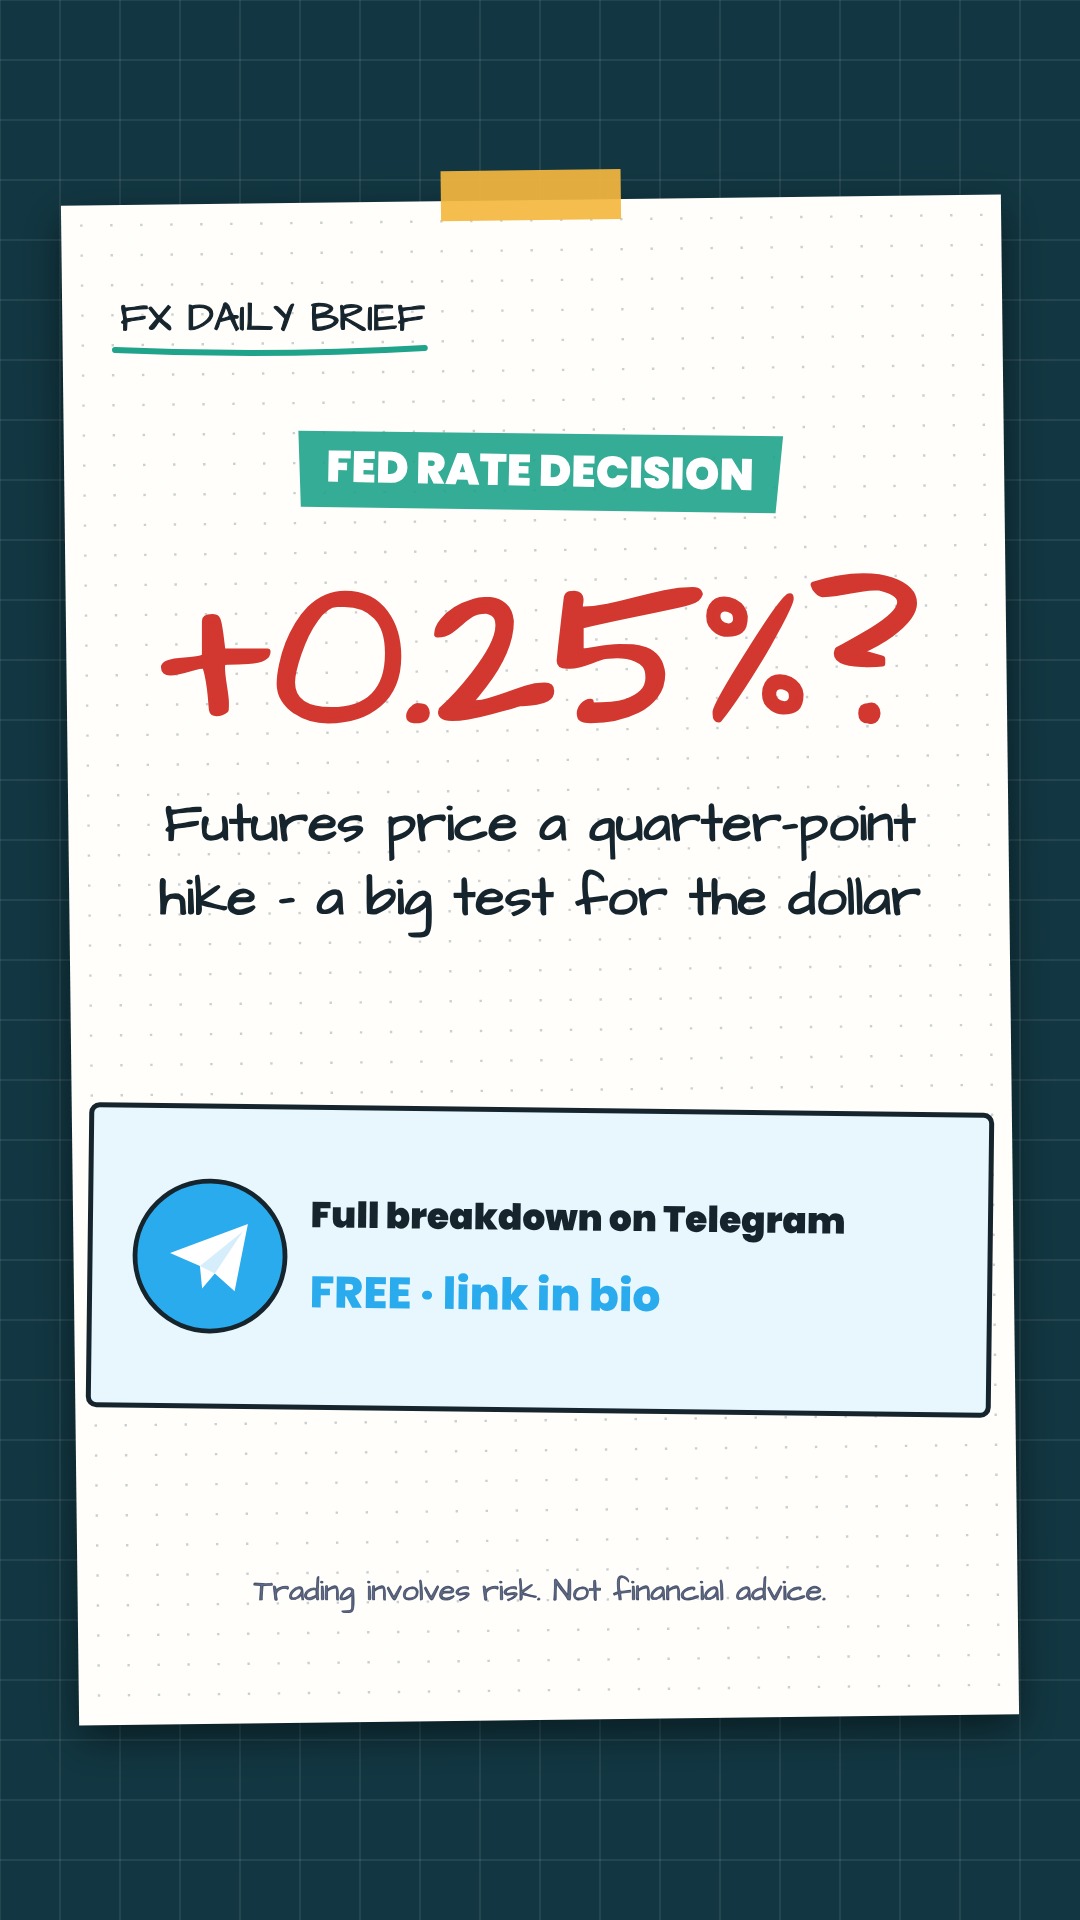 FX DAILY BRIEF
FED RATE DECISION
+0.25%?
Futures price a quarter-point
hike - a big test for the dollar
Full breakdown on Telegram
FREE · link in bio
Trading involves risk. Not financial advice.